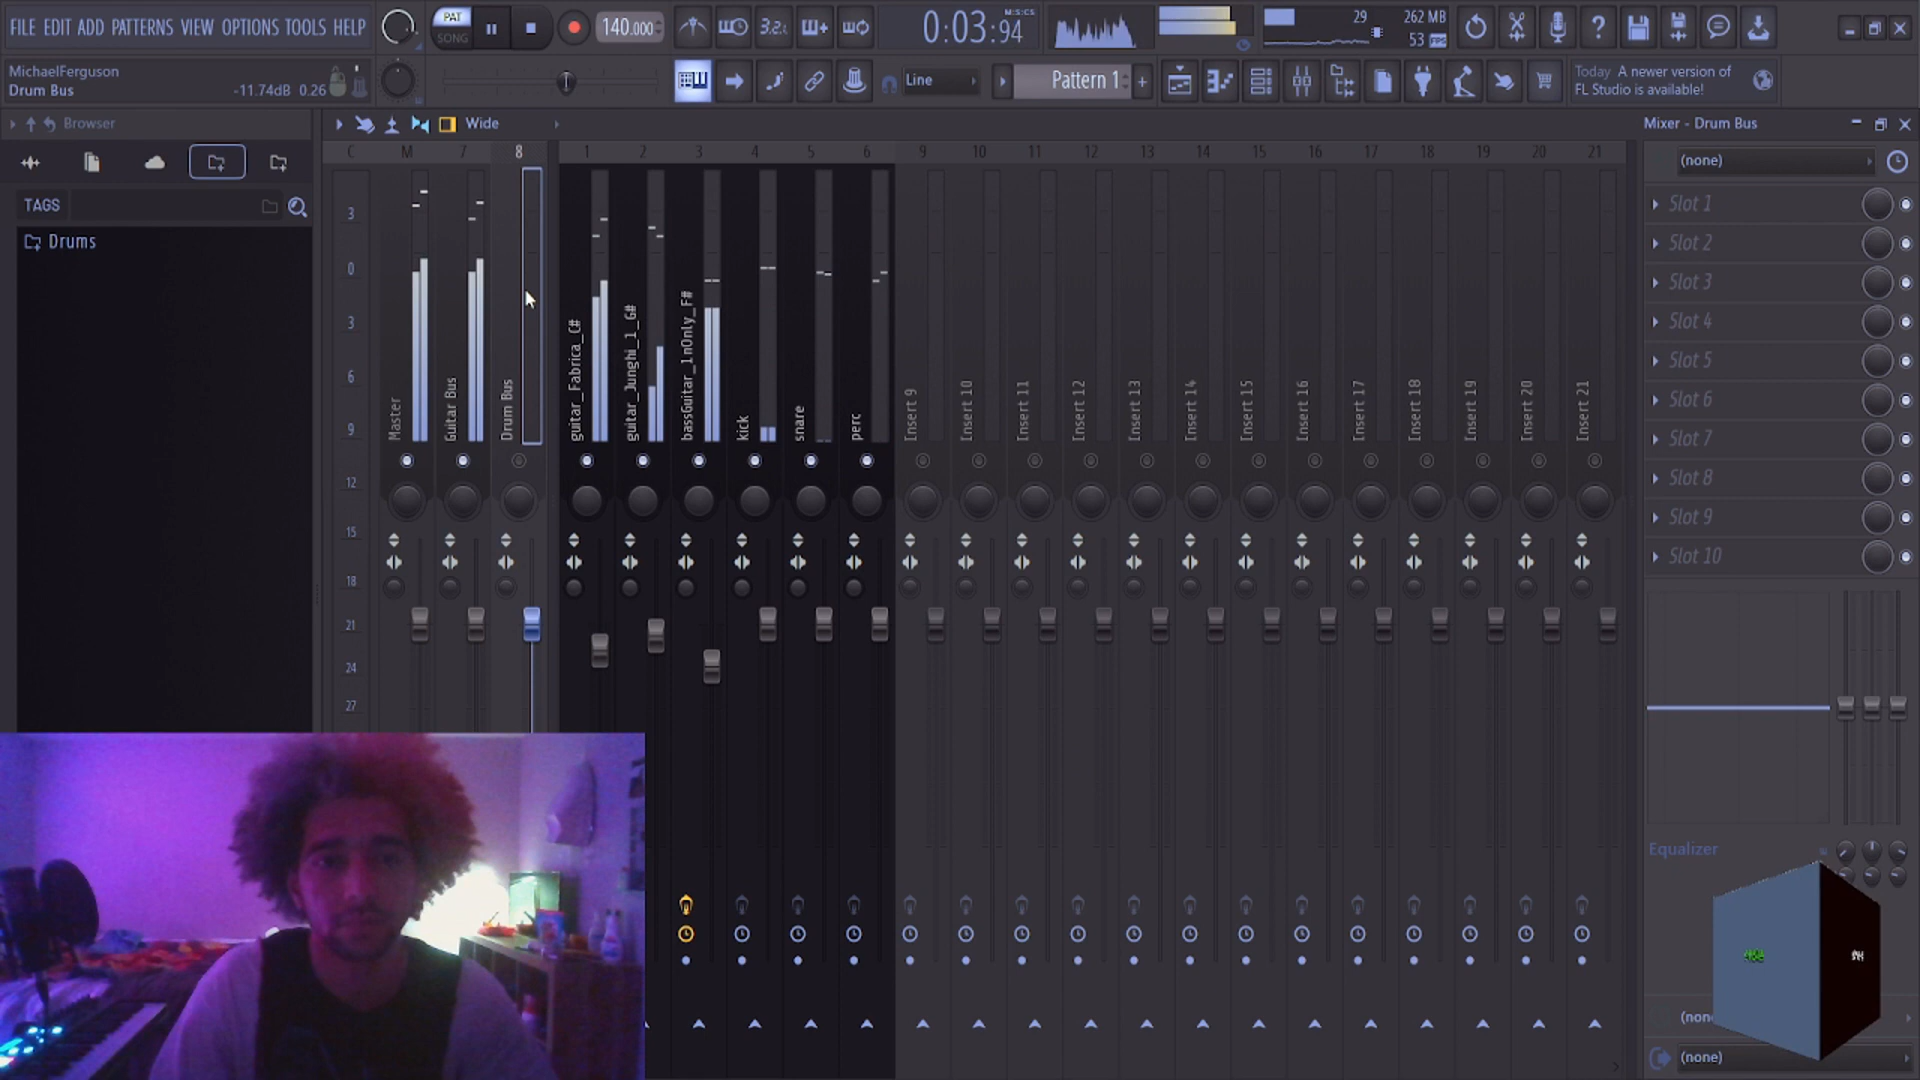 FILE EDIT ADD PATTERNS VIEW OPTIONS TOOLS HELP
PAT
SONG
140.000
3.2.
0:03:94
M:S:CS
29
262 MB
53
MichaelFerguson
Drum Bus
-11.74dB 0.26
Line
Pattern 1
Today A newer version of
FL Studio is available!
Browser
Wide
Mixer - Drum Bus
C M 7 8 1 2 3 4 5 6 9 10 11 12 13 14 15 16 17 18 19 20 21
(none)
TAGS
Drums
3
0
3
6
9
12
15
18
21
24
27
Master
Guitar Bus
Drum Bus
guitar_Fabrica_C#
guitar_Junghi_1_G#
bassGuitar_1nOnly_F#
kick
snare
perc
Insert 9
Insert 10
Insert 11
Insert 12
Insert 13
Insert 14
Insert 15
Insert 16
Insert 17
Insert 18
Insert 19
Insert 20
Insert 21
Slot 1
Slot 2
Slot 3
Slot 4
Slot 5
Slot 6
Slot 7
Slot 8
Slot 9
Slot 10
Equalizer
(none)